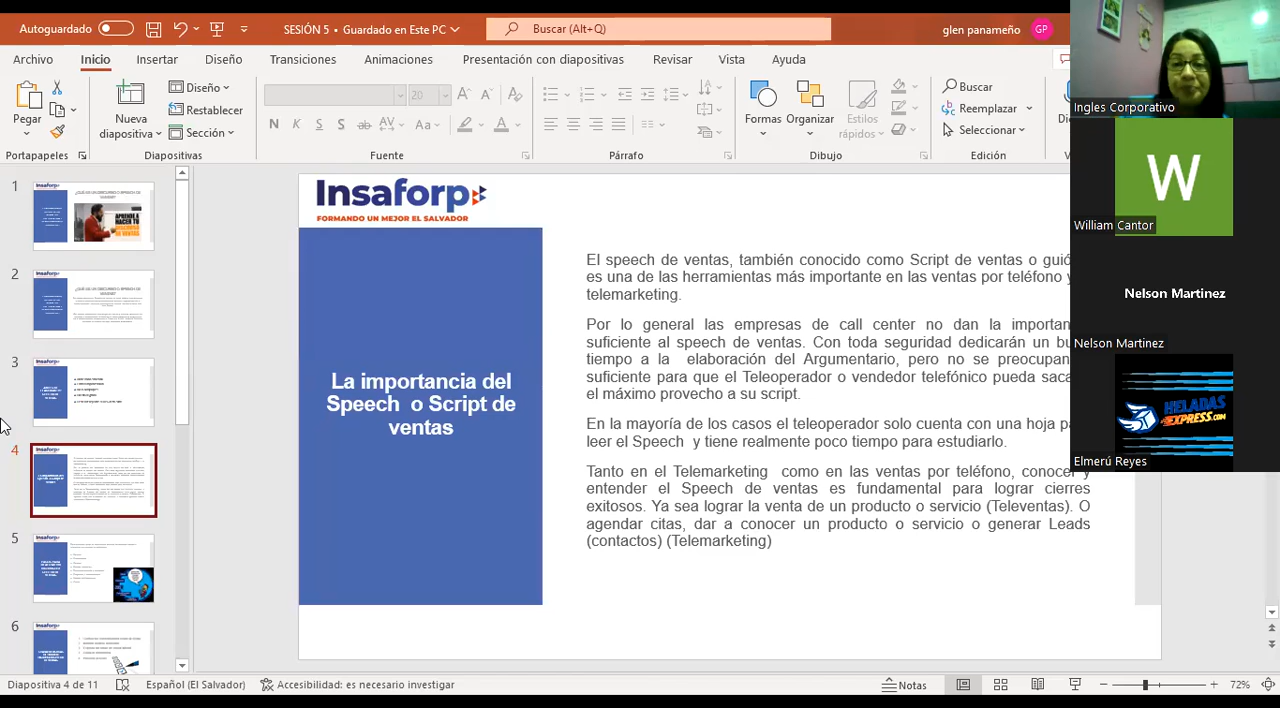 Autoguardado
SESIÓN 5 • Guardado en Este PC
Buscar (Alt+Q)
glen panameño
GP
Archivo
Inicio
Insertar
Diseño
Transiciones
Animaciones
Presentación con diapositivas
Revisar
Vista
Ayuda
Pegar
Nueva
diapositiva
Diseño
Restablecer
Sección
20
N K S S ab AV Aa A
Formas
Organizar
Estilos
rápidos
Buscar
Reemplazar
Seleccionar
Portapapeles
Diapositivas
Fuente
Párrafo
Dibujo
Edición
Ingles Corporativo
W
William Cantor
Nelson Martinez
Nelson Martinez
HELADAS
EXPRESS.COM
Elmerú Reyes
1
2
3
4
5
6
Insaforp
FORMANDO UN MEJOR EL SALVADOR
La importancia del
Speech o Script de
ventas
El speech de ventas, también conocido como Script de ventas o
es una de las herramientas más importante en las ventas por teléfono y
telemarketing.
Por lo general las empresas de call center no dan la
suficiente al speech de ventas. Con toda seguridad dedicarán un
tiempo a la elaboración del Argumentario, pero no se
suficiente para que el Teleoperador o vendedor telefónico pueda
el máximo provecho a su script.
En la mayoría de los casos el teleoperador solo cuenta con una hoja
leer el Speech y tiene realmente poco tiempo para estudiarlo.
Tanto en el Telemarketing como en las ventas por teléfono, conocer y
entender el Speech de ventas es fundamental para lograr cierres
exitosos. Ya sea lograr la venta de un producto o servicio (Televentas). O
agendar citas, dar a conocer un producto o servicio o generar Leads
(contactos) (Telemarketing)
Diapositiva 4 de 11
Español (El Salvador)
Accesibilidad: es necesario investigar
Notas
72%